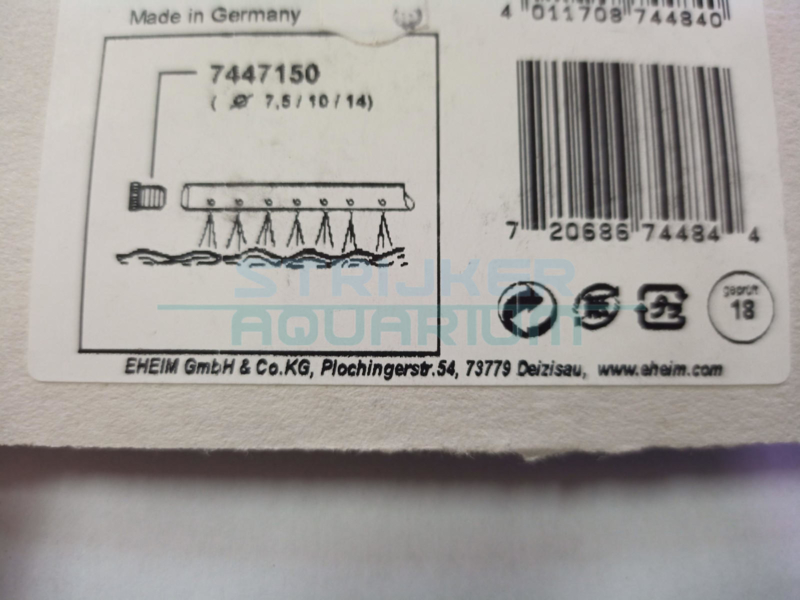 Made in Germany
4 011708 744840
7447150
( Ø 7,5 / 10 / 14)
7 20686 74484 4
geprüft
18
STRIJKER
AQUARIUM
EHEIM GmbH & Co.KG, Plochingerstr.54, 73779 Deizisau, www.eheim.com